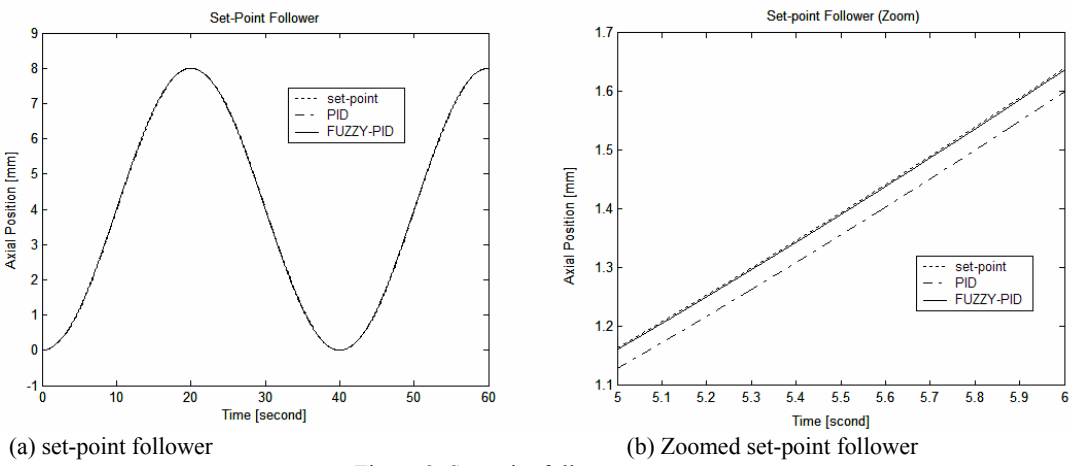 Set-Point Follower
9
8
7
6
5
4
3
2
1
0
-1
Axial Position [mm]
set-point
PID
FUZZY-PID
0 10 20 30 40 50 60
Time [second]
(a) set-point follower
Set-point Follower (Zoom)
1.7
1.6
1.5
1.4
1.3
1.2
1.1
Axial Position [mm]
set-point
PID
FUZZY-PID
5 5.1 5.2 5.3 5.4 5.5 5.6 5.7 5.8 5.9 6
Time [scond]
(b) Zoomed set-point follower